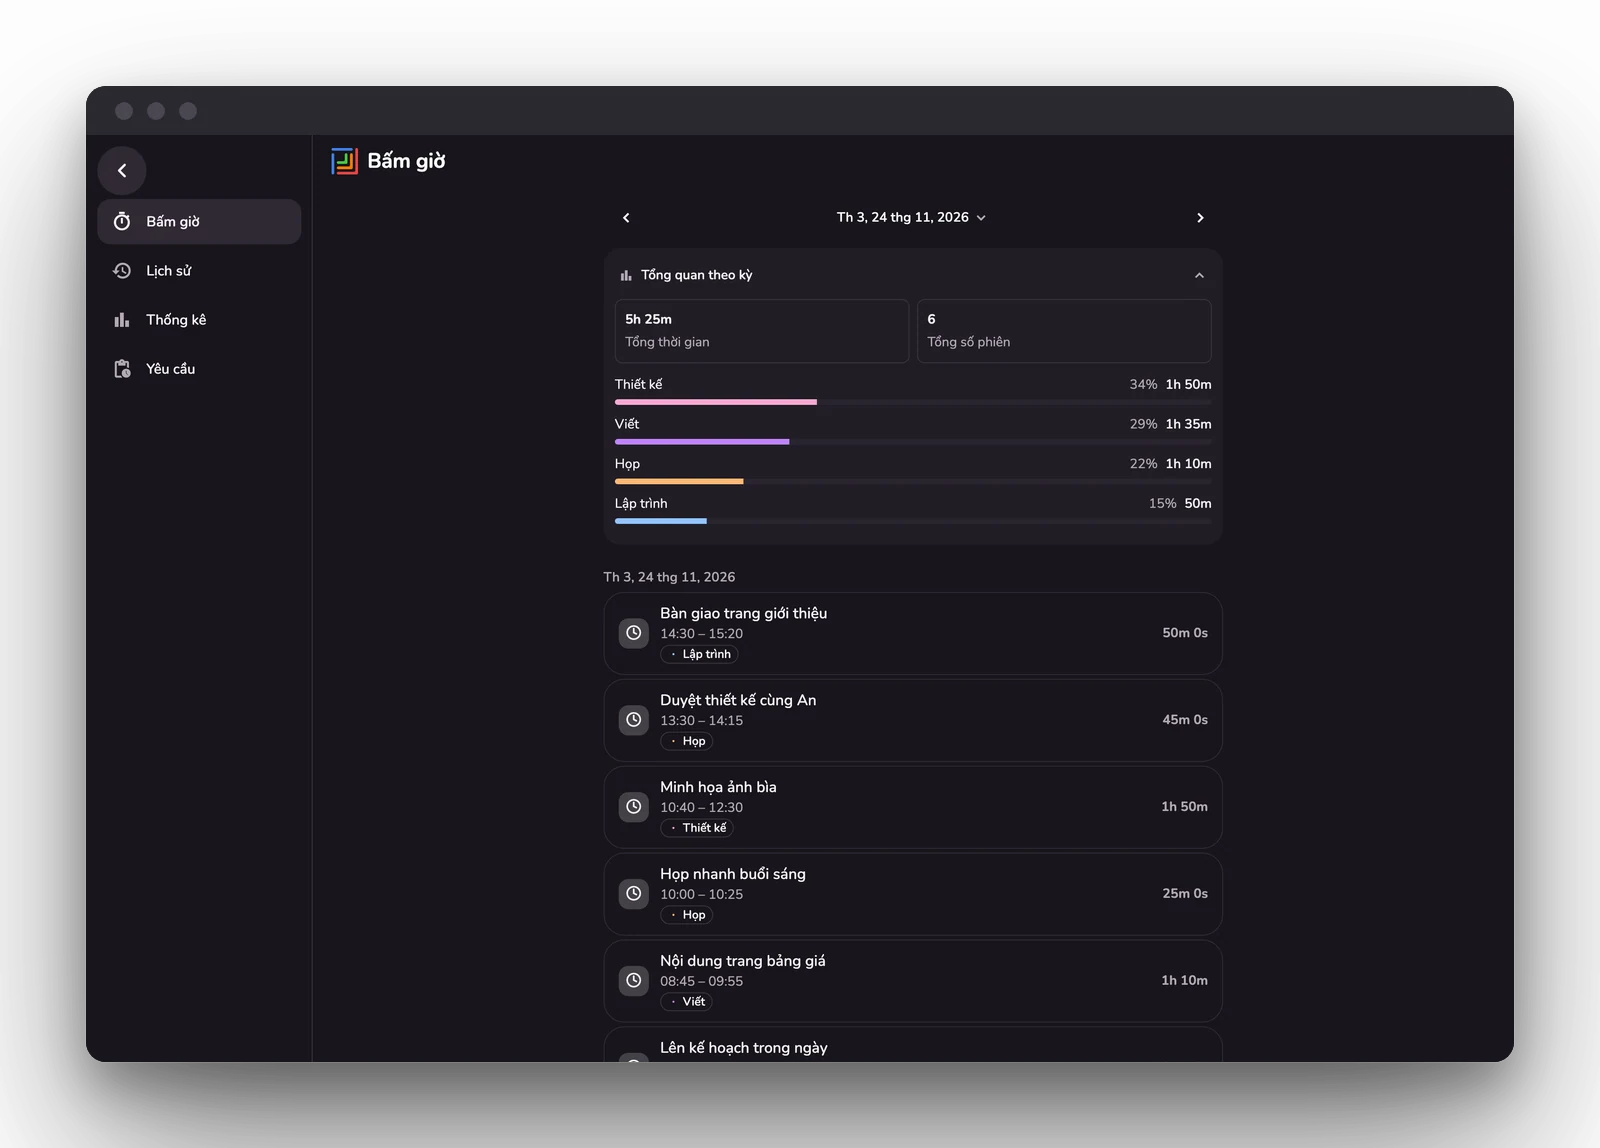 Bấm giờ
Bấm giờ
Lịch sử
Thống kê
Yêu cầu
Th 3, 24 thg 11, 2026
Tổng quan theo kỳ
5h 25m
Tổng thời gian
6
Tổng số phiên
Thiết kế 34% 1h 50m
Viết 29% 1h 35m
Họp 22% 1h 10m
Lập trình 15% 50m
Th 3, 24 thg 11, 2026
Bàn giao trang giới thiệu
14:30 – 15:20
Lập trình
50m 0s
Duyệt thiết kế cùng An
13:30 – 14:15
Họp
45m 0s
Minh họa ảnh bìa
10:40 – 12:30
Thiết kế
1h 50m
Họp nhanh buổi sáng
10:00 – 10:25
Họp
25m 0s
Nội dung trang bảng giá
08:45 – 09:55
Viết
1h 10m
Lên kế hoạch trong ngày